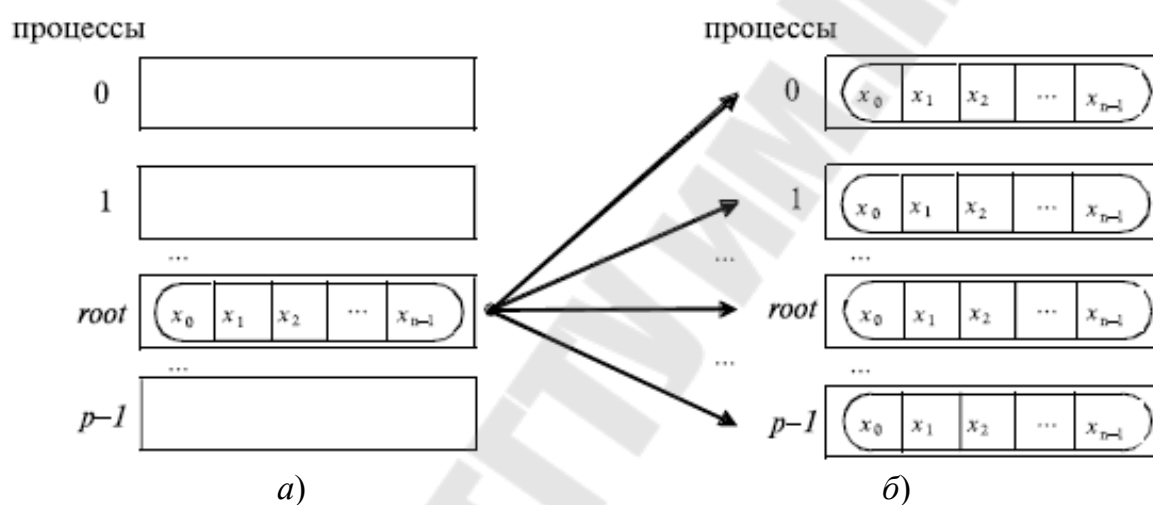 процессы процессы
0 0 x₀ x₁ x₂ ... xₙ₋₁
1 1 x₀ x₁ x₂ ... xₙ₋₁
... ... ...
root x₀ x₁ x₂ ... xₙ₋₁ root x₀ x₁ x₂ ... xₙ₋₁
... ... ...
p–1 p–1 x₀ x₁ x₂ ... xₙ₋₁
а) б)